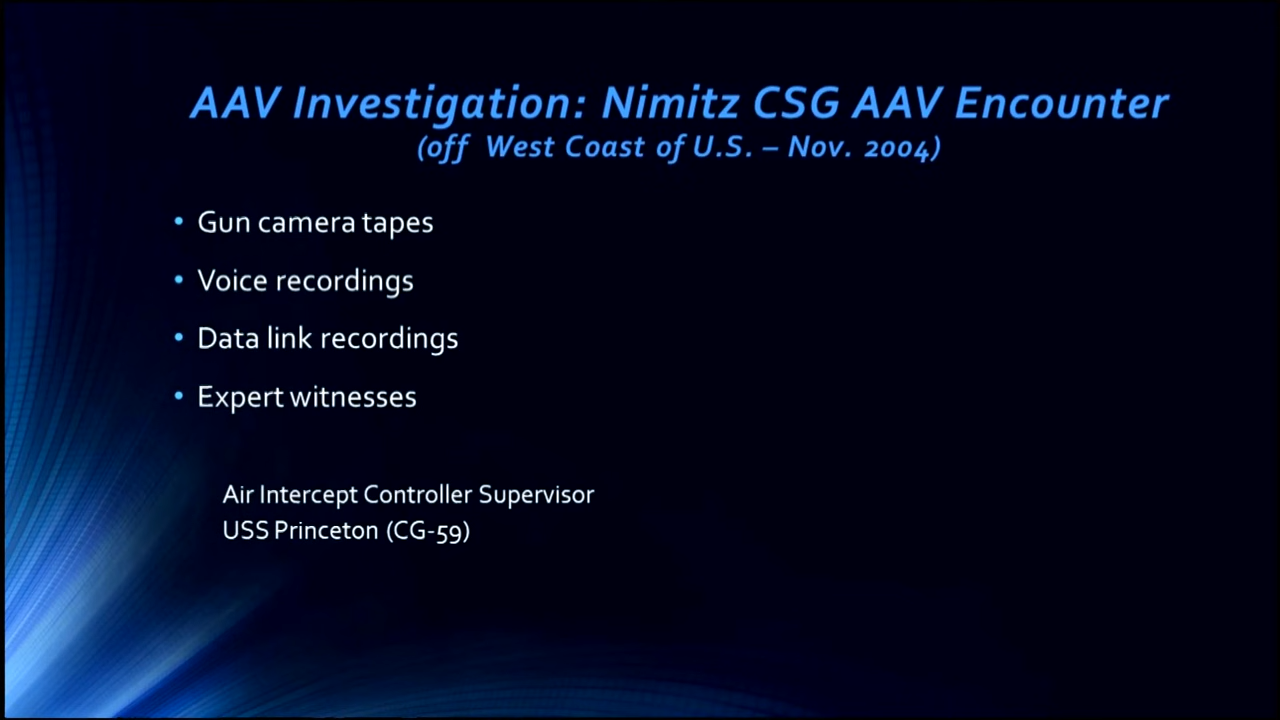 AAV Investigation: Nimitz CSG AAV Encounter
(off West Coast of U.S. – Nov. 2004)
• Gun camera tapes
• Voice recordings
• Data link recordings
• Expert witnesses
Air Intercept Controller Supervisor
USS Princeton (CG-59)